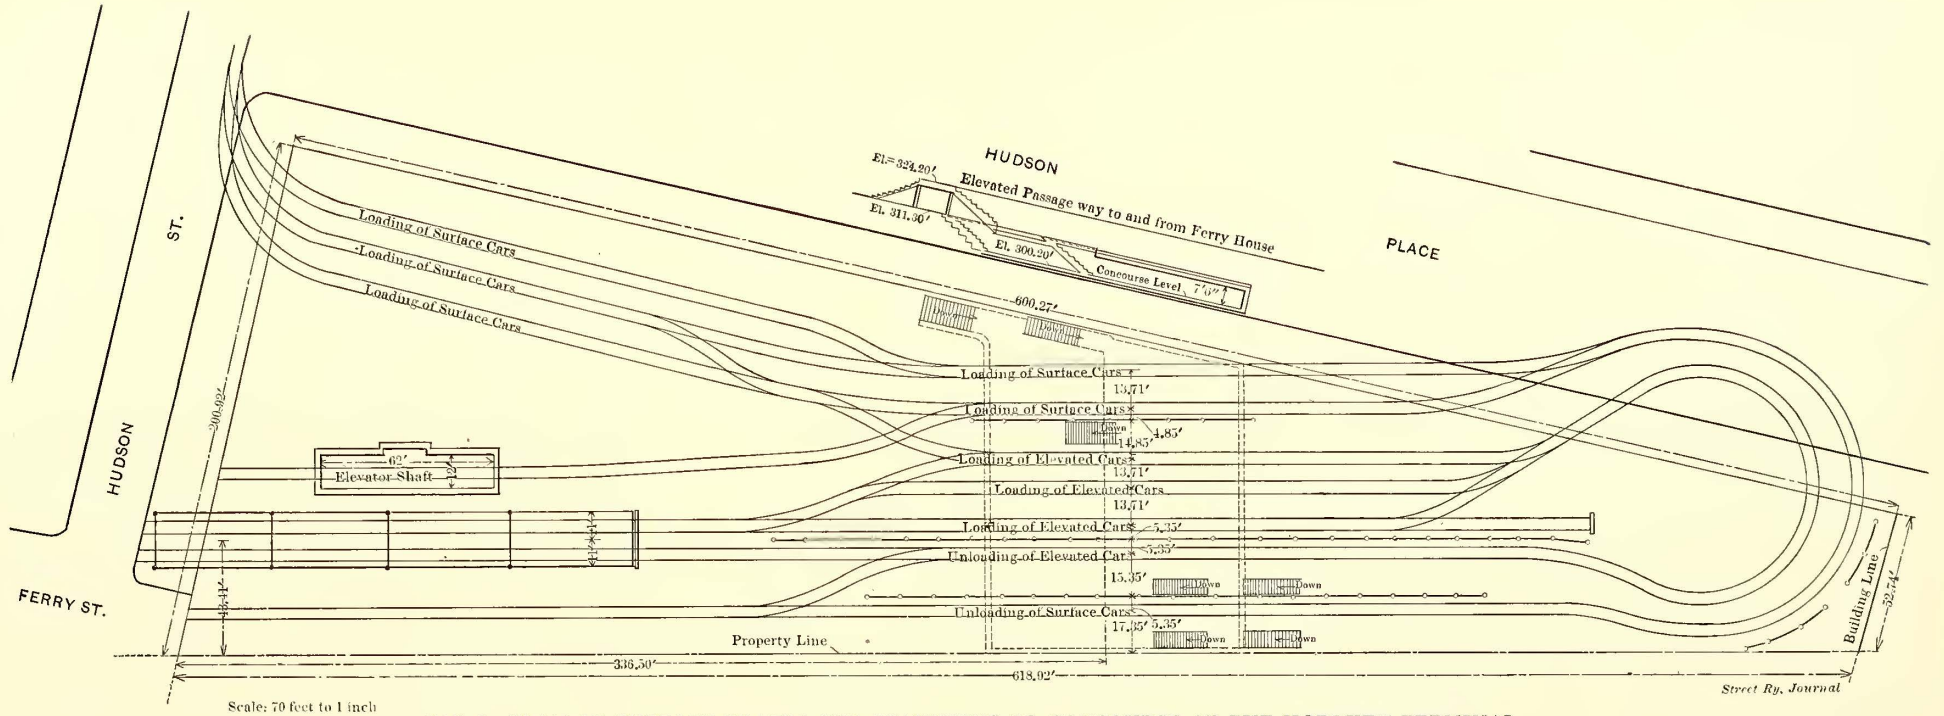 HUDSON
ST.
HUDSON
PLACE
El.=324.20'
Elevated Passage way to and from Ferry House
El. 311.30'
El. 300.20'
Concourse Level
600.27'
Loading of Surface Cars
Loading of Surface Cars
Loading of Surface Cars
Down
Down
Loading of Surface Cars
13.71'
200.92'
Loading of Surface Cars
4.85'
Down
14.85'
62'
12'
Elevator Shaft
Loading of Elevated Cars
13.71'
Loading of Elevated Cars
13.71'
HUDSON
Loading of Elevated Cars
5.35'
Unloading of Elevated Cars
5.35'
15.35'
Down
Down
FERRY ST.
Unloading of Surface Cars
17.35'
5.35'
Down
Down
Building Line
52.74'
Property Line
336.50'
618.92'
Scale: 70 feet to 1 inch
Street Ry. Journal